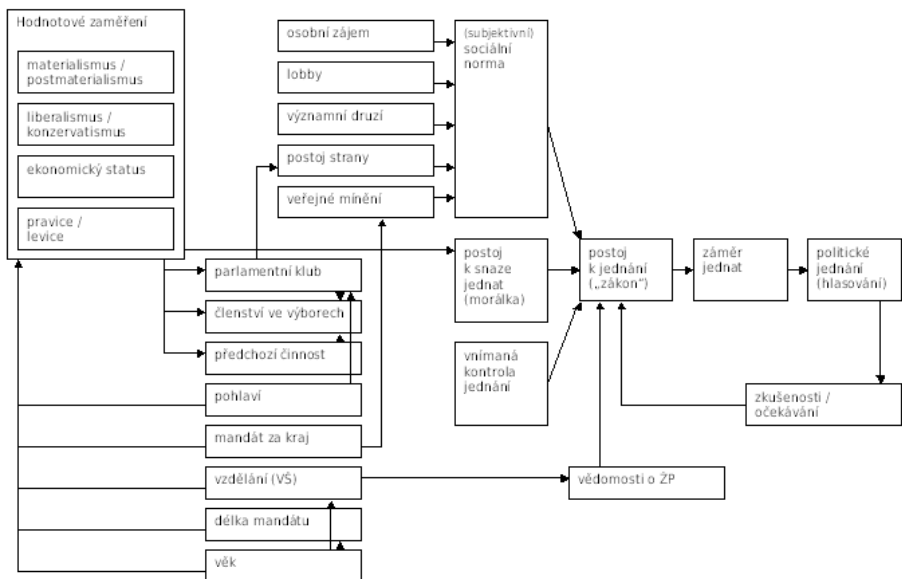 Hodnotové zaměření
materialismus /
postmaterialismus
liberalismus /
konzervatismus
ekonomický status
pravice /
levice
osobní zájem
lobby
významní druzí
postoj strany
veřejné mínění
(subjektivní)
sociální
norma
parlamentní klub
členství ve výborech
předchozí činnost
pohlaví
mandát za kraj
vzdělání (VŠ)
délka mandátu
věk
postoj
k snaze
jednat
(morálka)
vnímaná
kontrola
jednání
postoj
k jednání
(„zákon“)
záměr
jednat
politické
jednání
(hlasování)
zkušenosti /
očekávání
vědomosti o ŽP